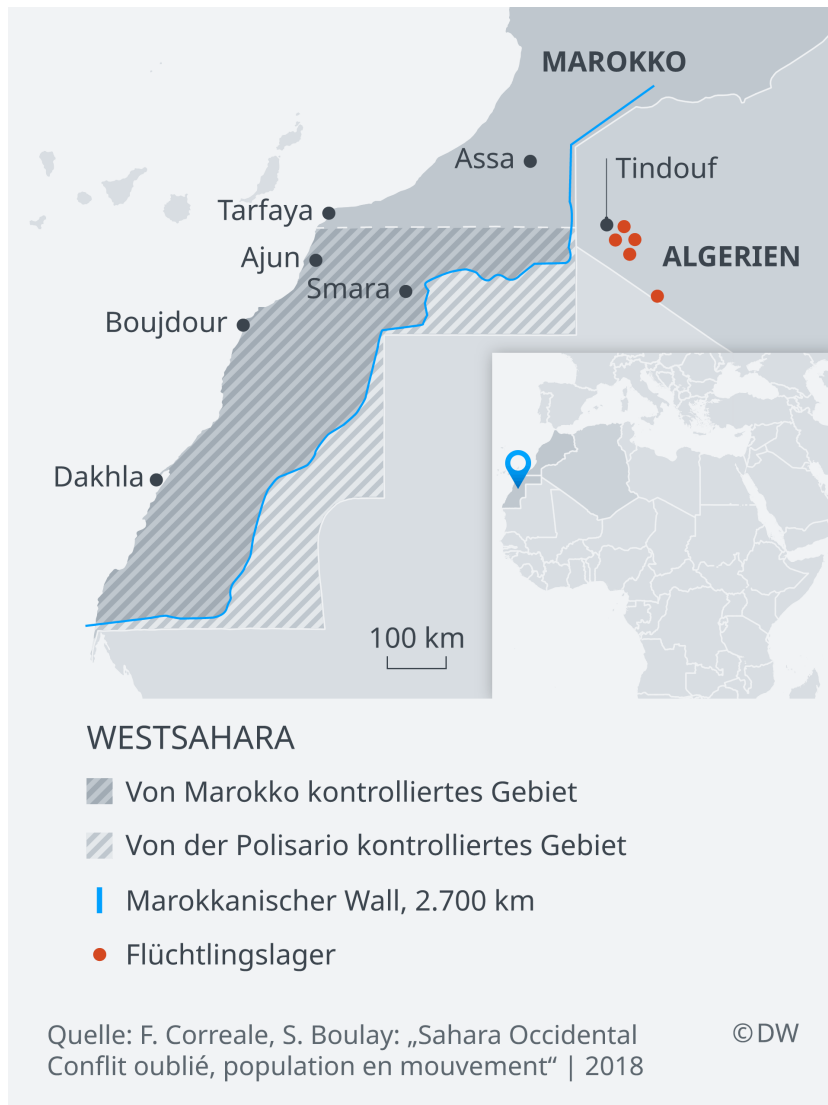 MAROKKO
Assa
Tindouf
Tarfaya
Ajun
ALGERIEN
Smara
Boujdour
Dakhla
100 km
WESTSAHARA
Von Marokko kontrolliertes Gebiet
Von der Polisario kontrolliertes Gebiet
Marokkanischer Wall, 2.700 km
Flüchtlingslager
Quelle: F. Correale, S. Boulay: „Sahara Occidental
Conflit oublié, population en mouvement“ | 2018
©DW